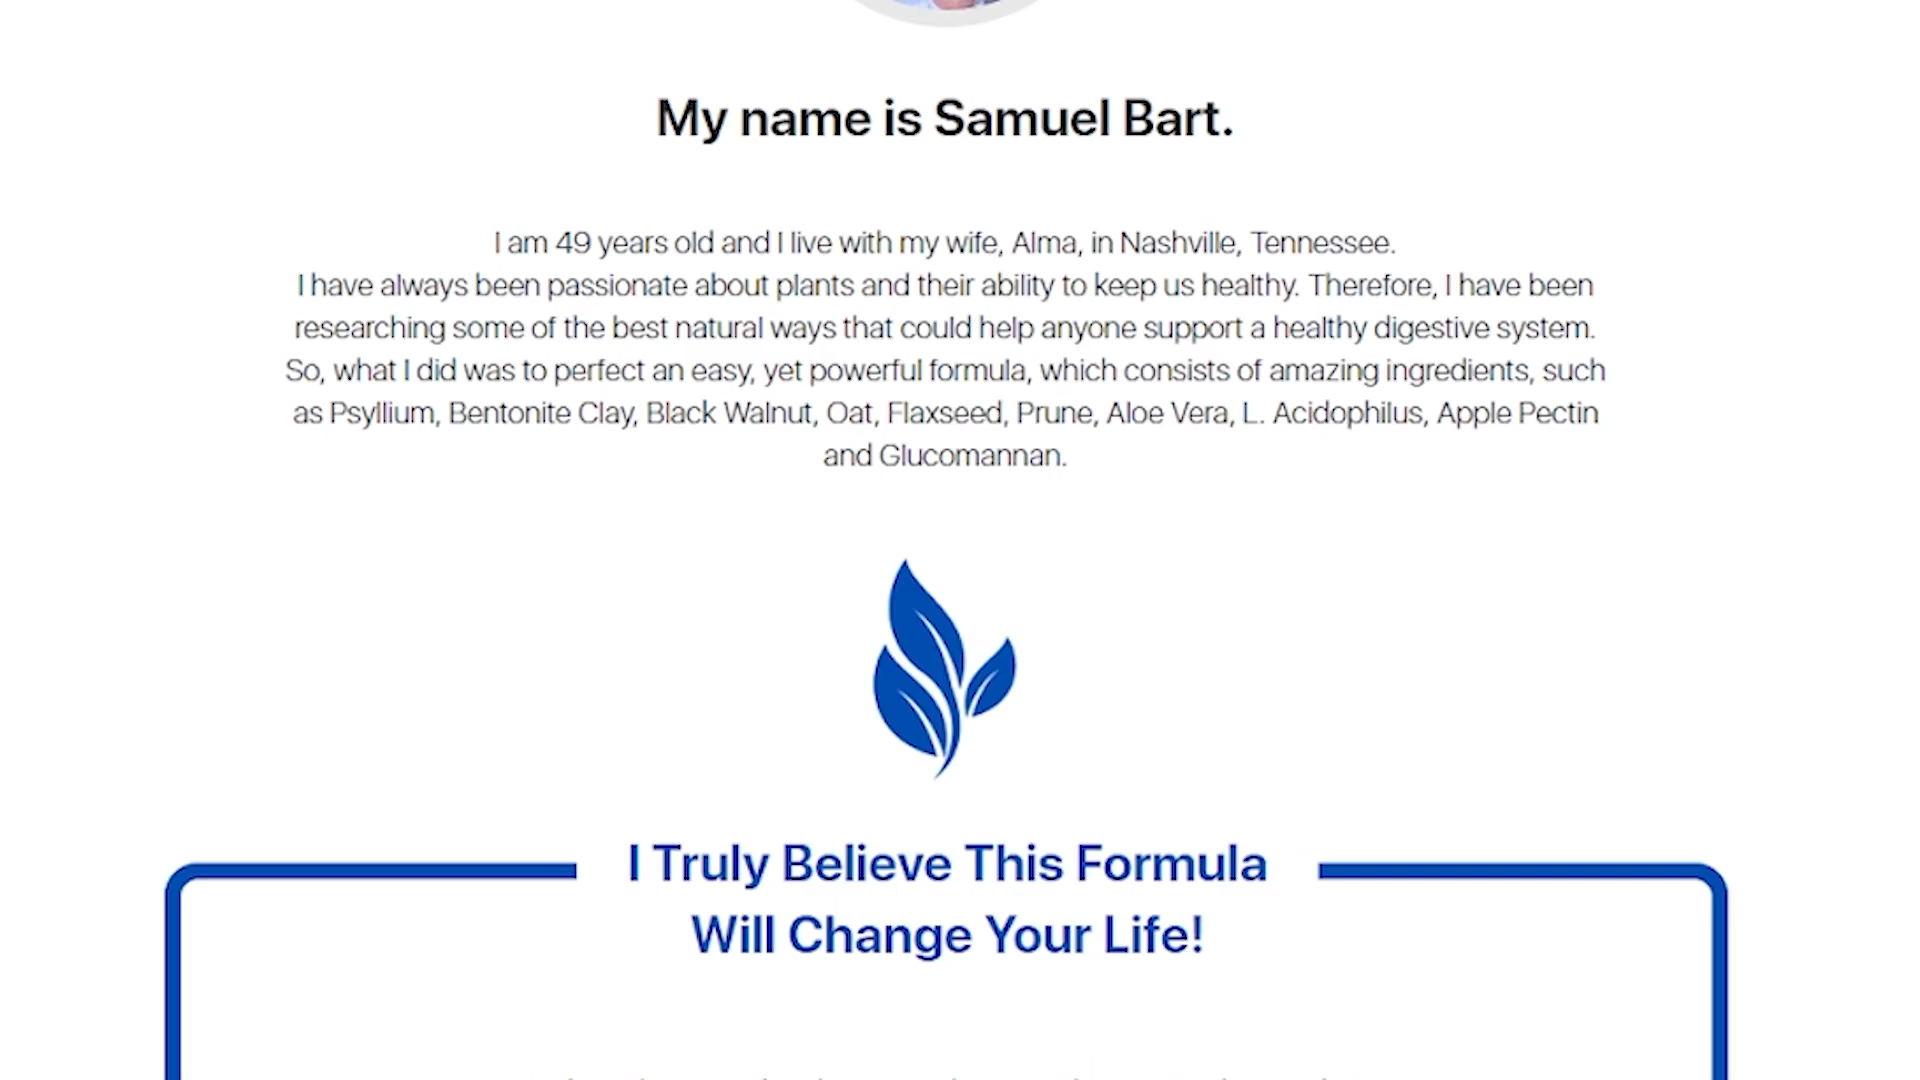 My name is Samuel Bart.
I am 49 years old and I live with my wife, Alma, in Nashville, Tennessee.
I have always been passionate about plants and their ability to keep us healthy. Therefore, I have been
researching some of the best natural ways that could help anyone support a healthy digestive system.
So, what I did was to perfect an easy, yet powerful formula, which consists of amazing ingredients, such
as Psyllium, Bentonite Clay, Black Walnut, Oat, Flaxseed, Prune, Aloe Vera, L. Acidophilus, Apple Pectin
and Glucomannan.
I Truly Believe This Formula
Will Change Your Life!